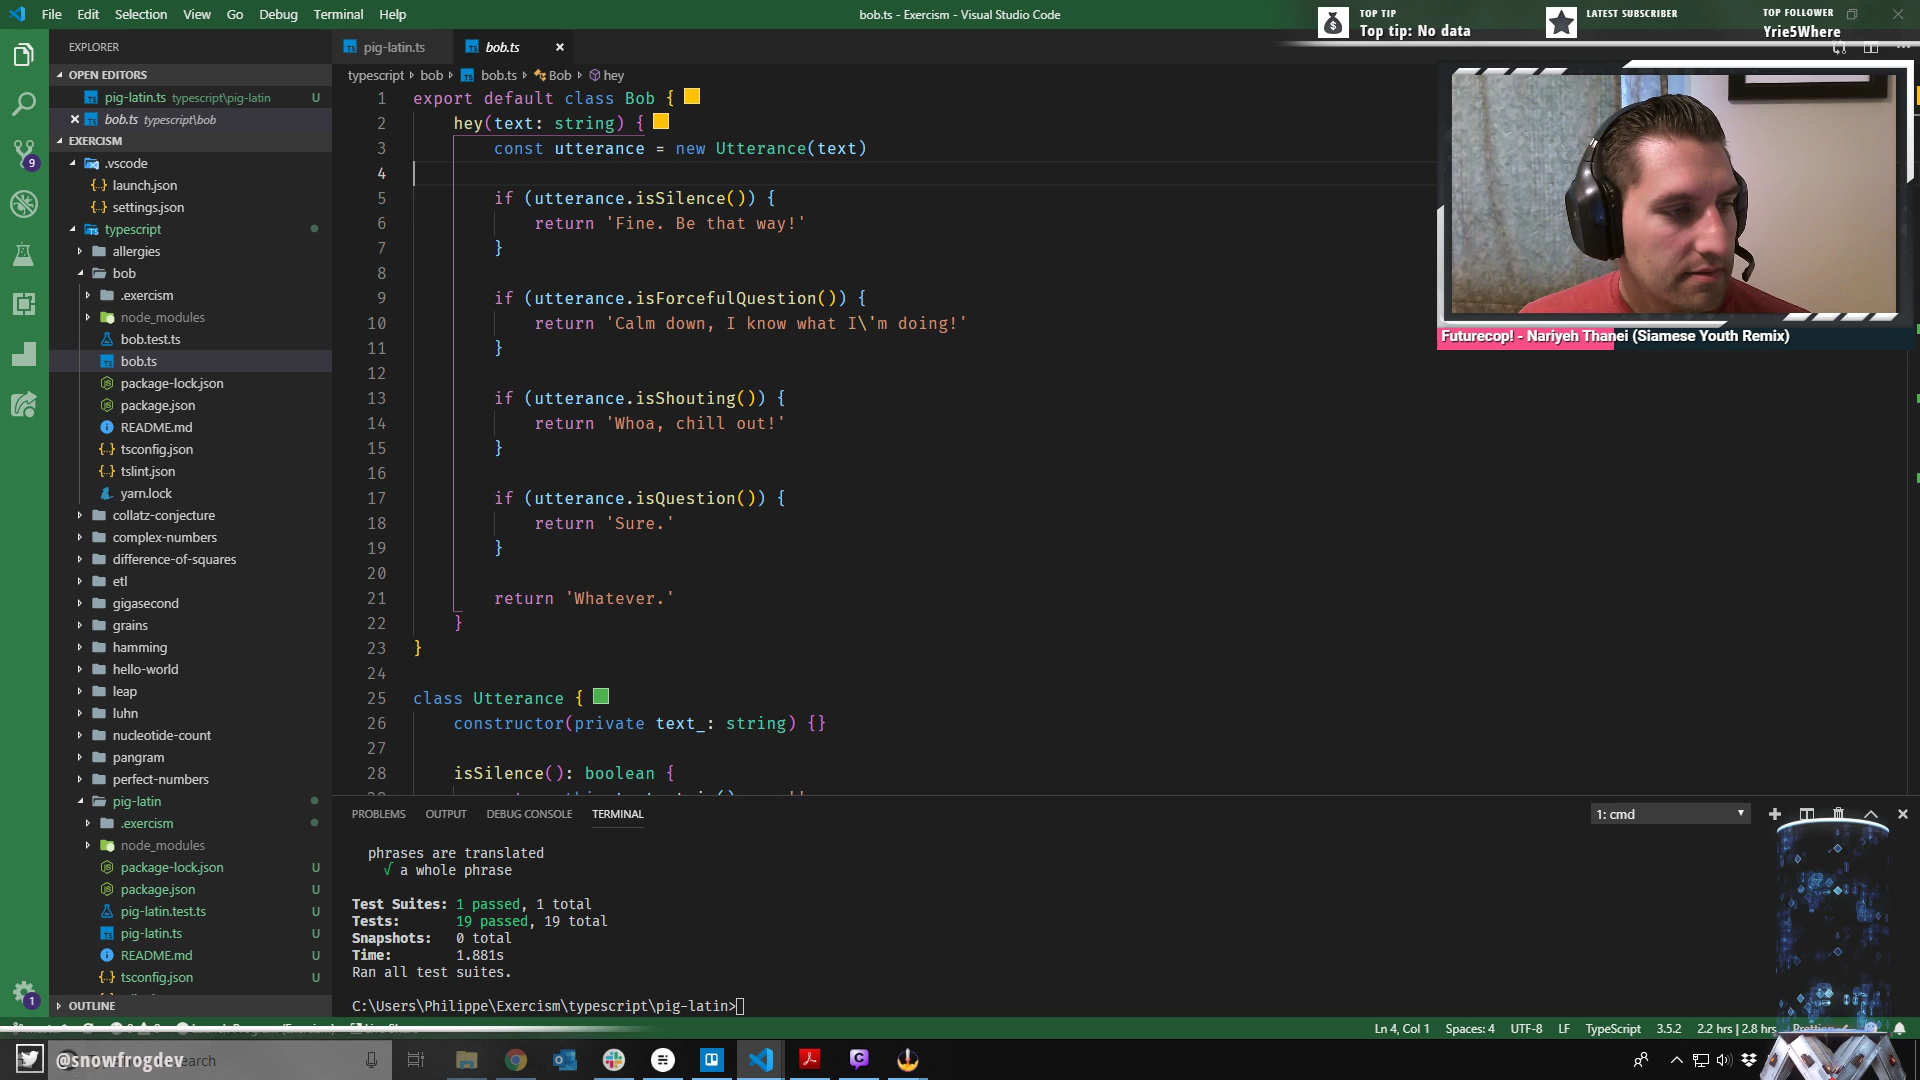 File Edit Selection View Go Debug Terminal Help
bob.ts - Exercism - Visual Studio Code
TOP TIP
Top tip: No data
LATEST SUBSCRIBER
TOP FOLLOWER
Yrie5Where
EXPLORER
OPEN EDITORS
pig-latin.ts typescript\pig-latin U
bob.ts typescript\bob
EXERCISM
.vscode
launch.json
settings.json
typescript
allergies
bob
.exercism
node_modules
bob.test.ts
bob.ts
package-lock.json
package.json
README.md
tsconfig.json
tslint.json
yarn.lock
collatz-conjecture
complex-numbers
difference-of-squares
etl
gigasecond
grains
hamming
hello-world
leap
luhn
nucleotide-count
pangram
perfect-numbers
pig-latin
.exercism
node_modules
package-lock.json U
package.json U
pig-latin.test.ts U
pig-latin.ts U
README.md U
tsconfig.json U
OUTLINE
9
1
pig-latin.ts bob.ts
typescript bob bob.ts Bob hey
1 export default class Bob {
2 hey(text: string) {
3 const utterance = new Utterance(text)
4
5 if (utterance.isSilence()) {
6 return 'Fine. Be that way!'
7 }
8
9 if (utterance.isForcefulQuestion()) {
10 return 'Calm down, I know what I\'m doing!'
11 }
12
13 if (utterance.isShouting()) {
14 return 'Whoa, chill out!'
15 }
16
17 if (utterance.isQuestion()) {
18 return 'Sure.'
19 }
20
21 return 'Whatever.'
22 }
23 }
24
25 class Utterance {
26 constructor(private text_: string) {}
27
28 isSilence(): boolean {
Futurecop! - Nariyeh Thanei (Siamese Youth Remix)
PROBLEMS OUTPUT DEBUG CONSOLE TERMINAL
1: cmd
phrases are translated
√ a whole phrase
Test Suites: 1 passed, 1 total
Tests: 19 passed, 19 total
Snapshots: 0 total
Time: 1.881s
Ran all test suites.
C:\Users\Philippe\Exercism\typescript\pig-latin>
Ln 4, Col 1 Spaces: 4 UTF-8 LF TypeScript 3.5.2 2.2 hrs | 2.8 hrs
@snowfrogdev